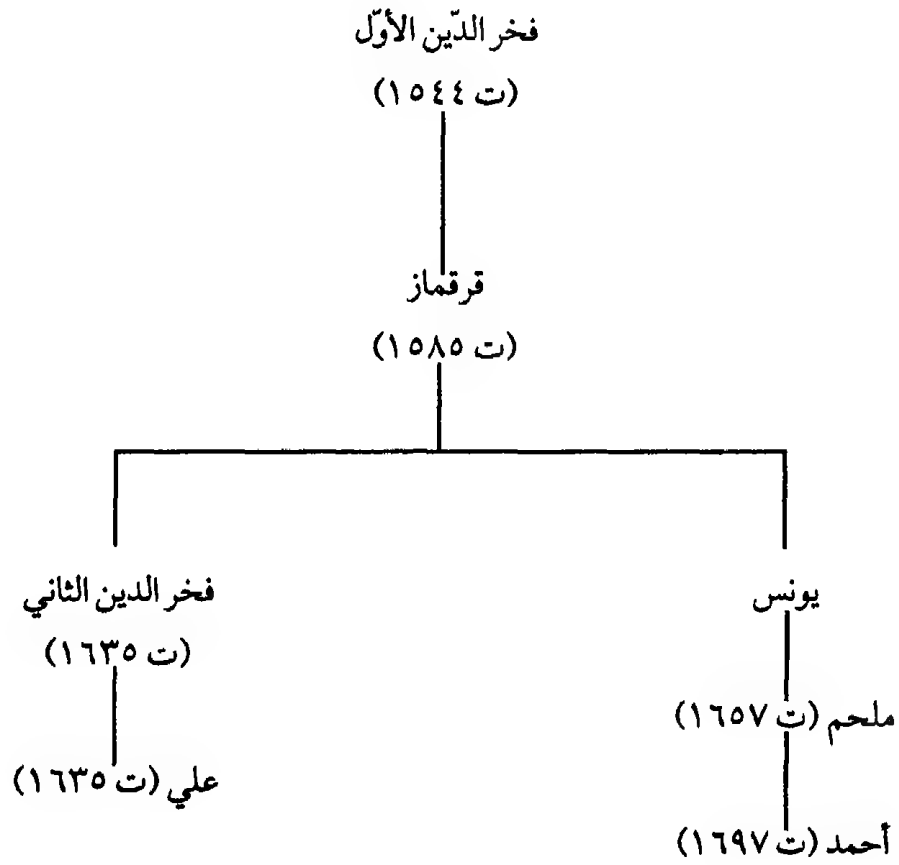 فخر الدّين الأوّل
(ت ١٥٤٤)
قرقماز
(ت ١٥٨٥)
يونس
فخر الدين الثاني
(ت ١٦٣٥)
ملحم (ت ١٦٥٧)
علي (ت ١٦٣٥)
أحمد (ت ١٦٩٧)